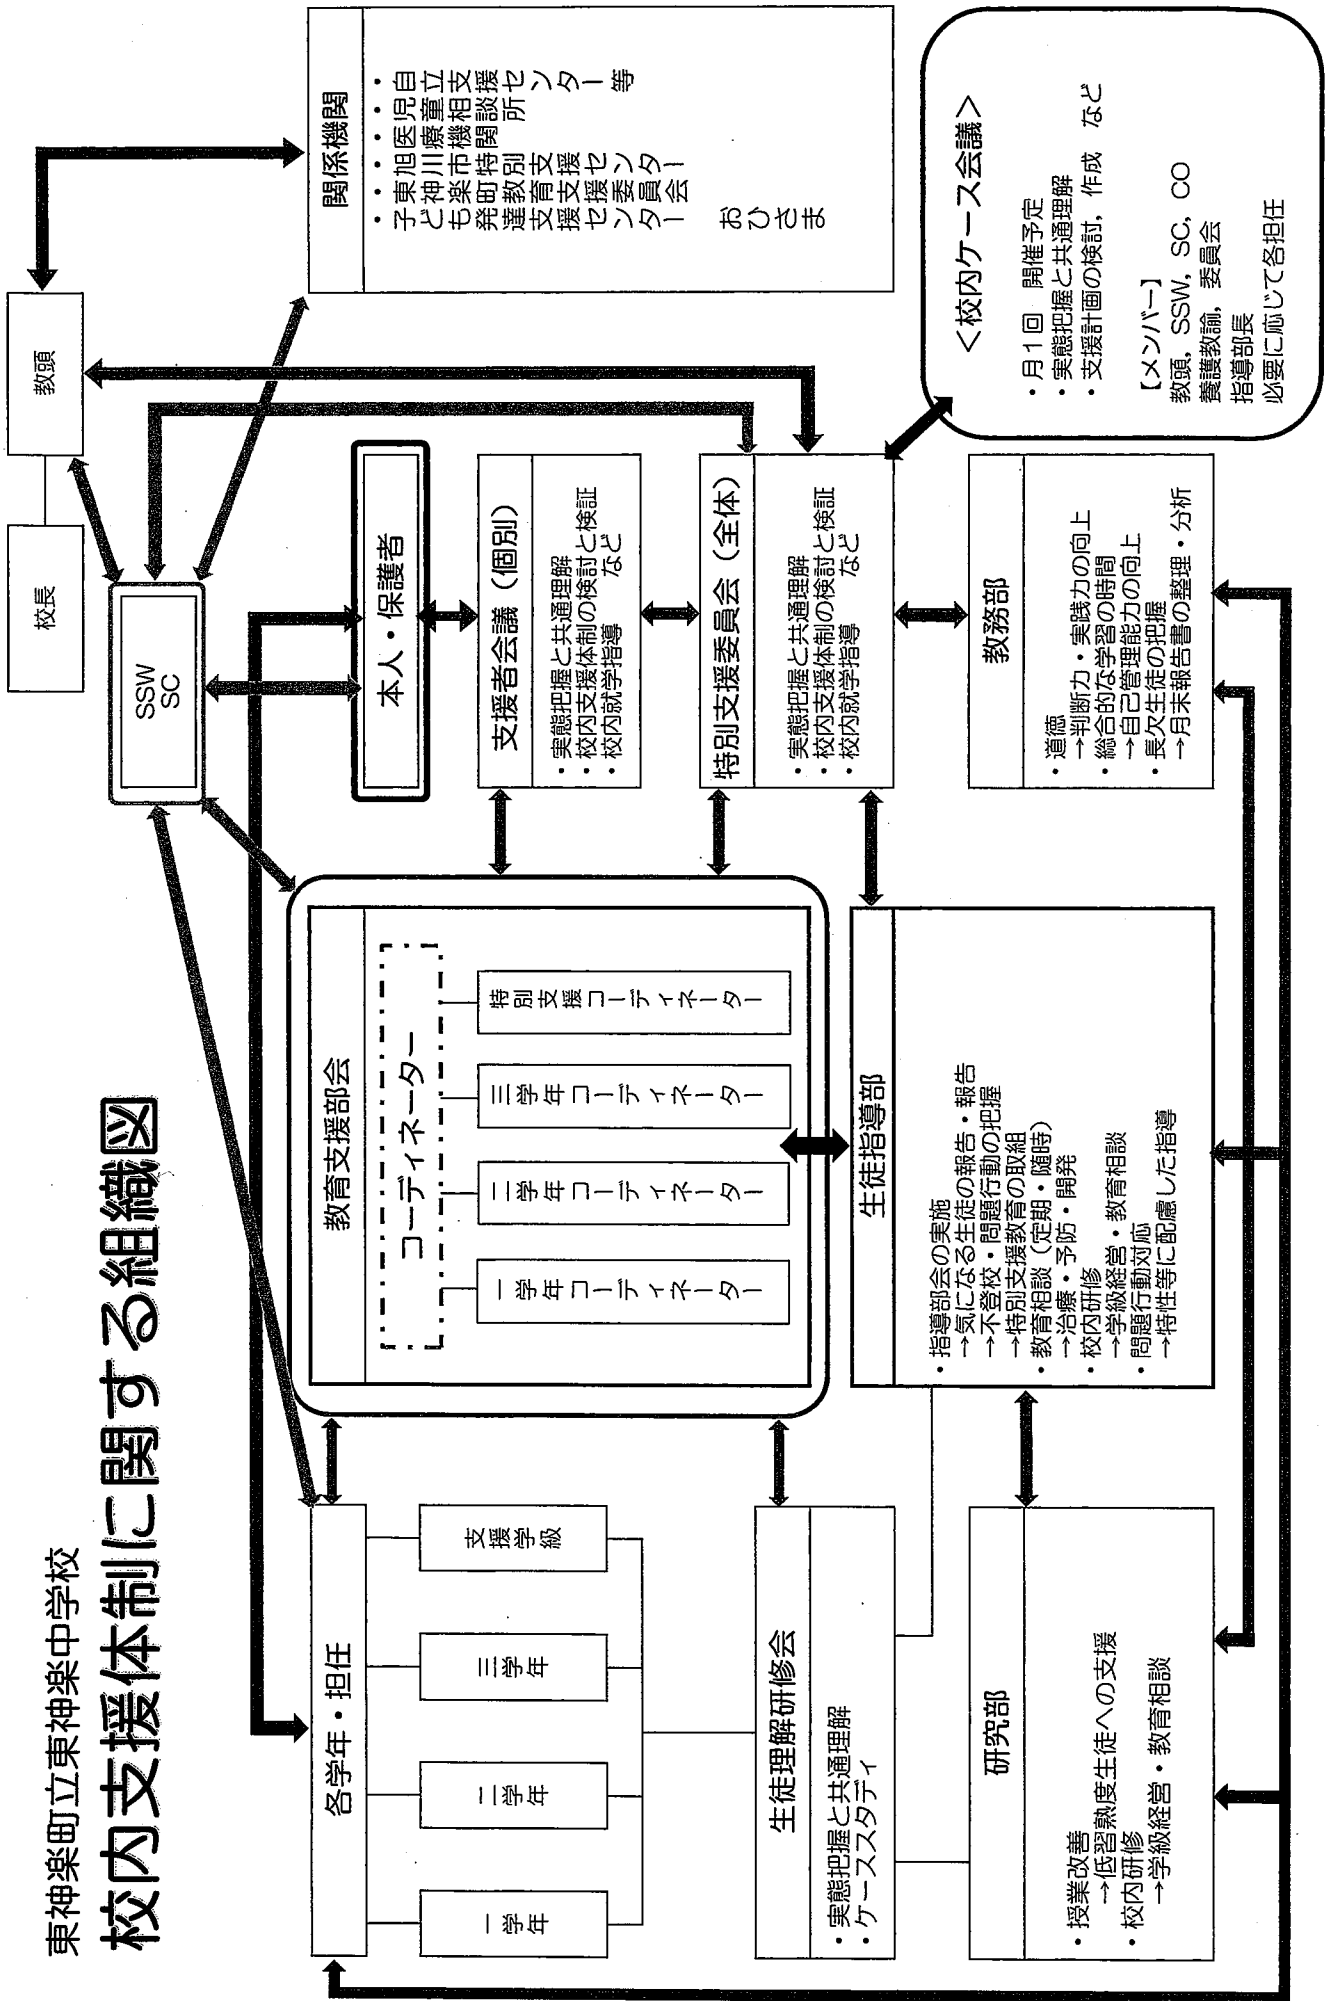 東神楽町立東神楽中学校
校内支援体制に関する組織図
校長
教頭
SSW
SC
関係機関
・自立支援センター等
・児童相談所
・医療機関
・旭川市特別支援センター
・東神楽町教育支援委員会
・子ども発達支援センター おひさま
本人・保護者
支援者会議（個別）
・実態把握と共通理解
・校内支援体制の検討と検証
・校内就学指導 など
特別支援委員会（全体）
・実態把握と共通理解
・校内支援体制の検討と検証
・校内就学指導 など
＜校内ケース会議＞
・月1回 開催予定
・実態把握と共通理解
・支援計画の検討，作成 など
【メンバー】
教頭，SSW，SC，CO
養護教諭，委員会
指導部長
必要に応じて各担任
教務部
・道徳
→判断力・実践力の向上
・総合的な学習の時間
→自己管理能力の向上
・長欠生徒の把握
→月末報告書の整理・分析
教育支援部会
コーディネーター
一学年コーディネーター
二学年コーディネーター
三学年コーディネーター
特別支援コーディネーター
生徒指導部
・指導部会の実施
→気になる生徒の報告・報告
→不登校・問題行動の把握
→特別支援教育の取組
・教育相談（定期・随時）
→治療・予防・開発
・校内研修
→学級経営・教育相談
・問題行動対応
→特性等に配慮した指導
各学年・担任
一学年
二学年
三学年
支援学級
生徒理解研修会
・実態把握と共通理解
・ケーススタディ
研究部
・授業改善
→低習熟度生徒への支援
・校内研修
→学級経営・教育相談